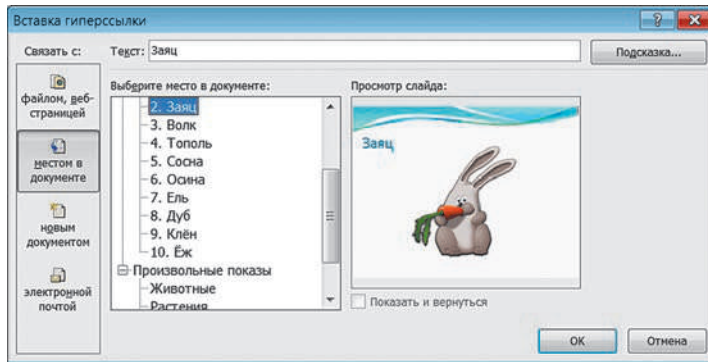 Вставка гиперссылки
Связать с:
Текст: Заяц
Подсказка...
файлом, веб-
страницей
местом в
документе
новым
документом
электронной
почтой
Выберите место в документе:
2. Заяц
3. Волк
4. Тополь
5. Сосна
6. Осина
7. Ель
8. Дуб
9. Клён
10. Ёж
Произвольные показы
Животные
Растения
Просмотр слайда:
Заяц
Показать и вернуться
ОК
Отмена